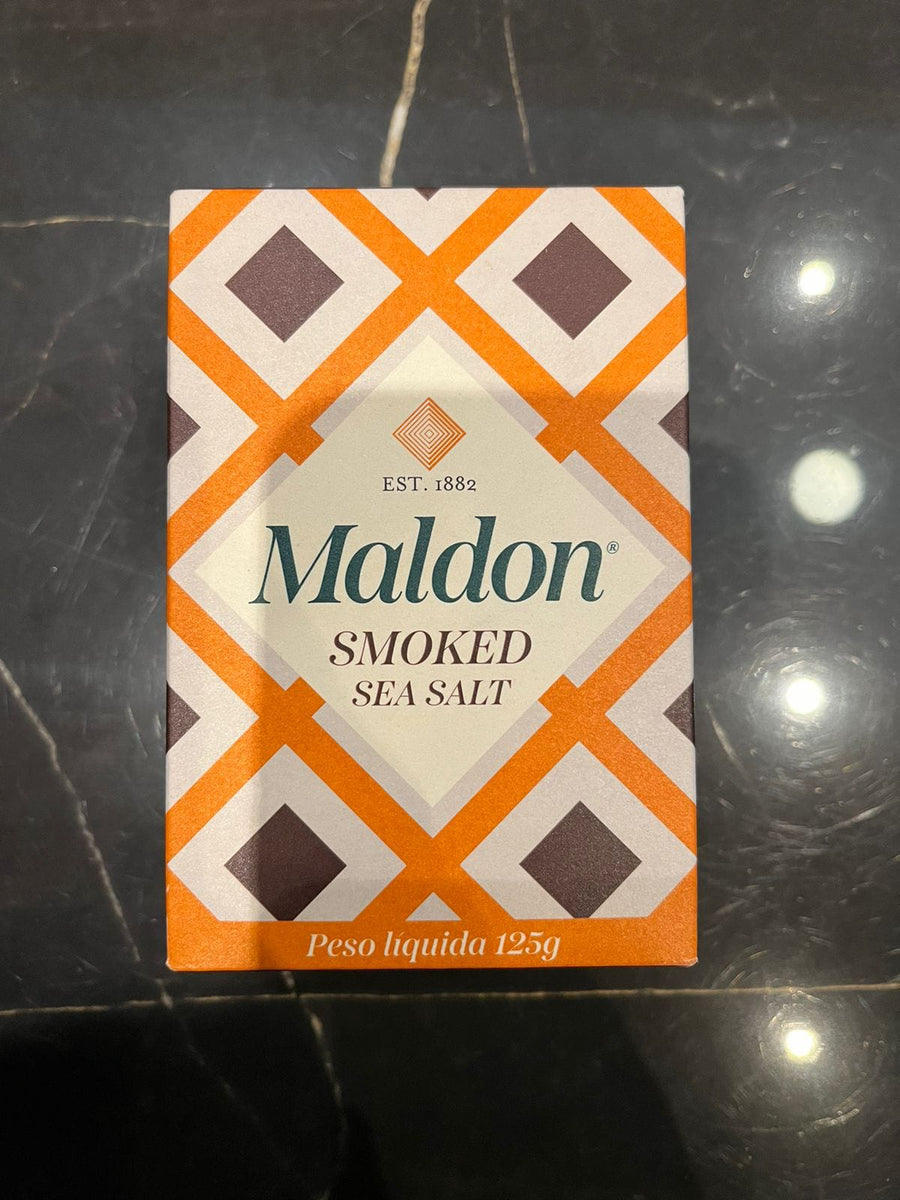 EST. 1882
Maldon®
SMOKED
SEA SALT
Peso líquida 125g